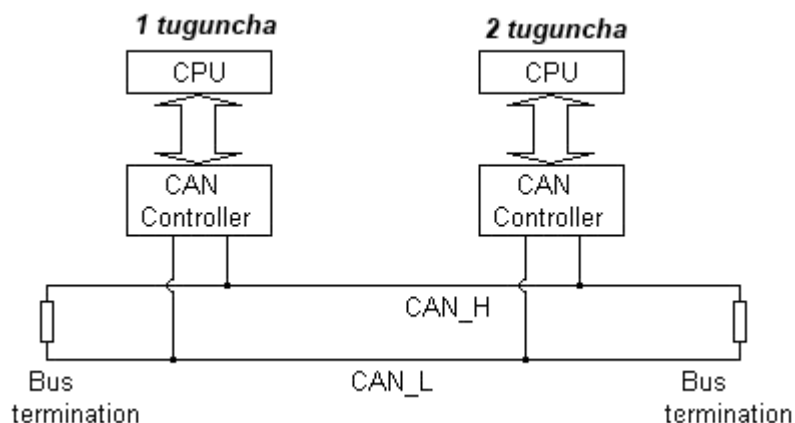 1 tuguncha
2 tuguncha
CPU
CPU
CAN
Controller
CAN
Controller
CAN_H
CAN_L
Bus
termination
Bus
termination